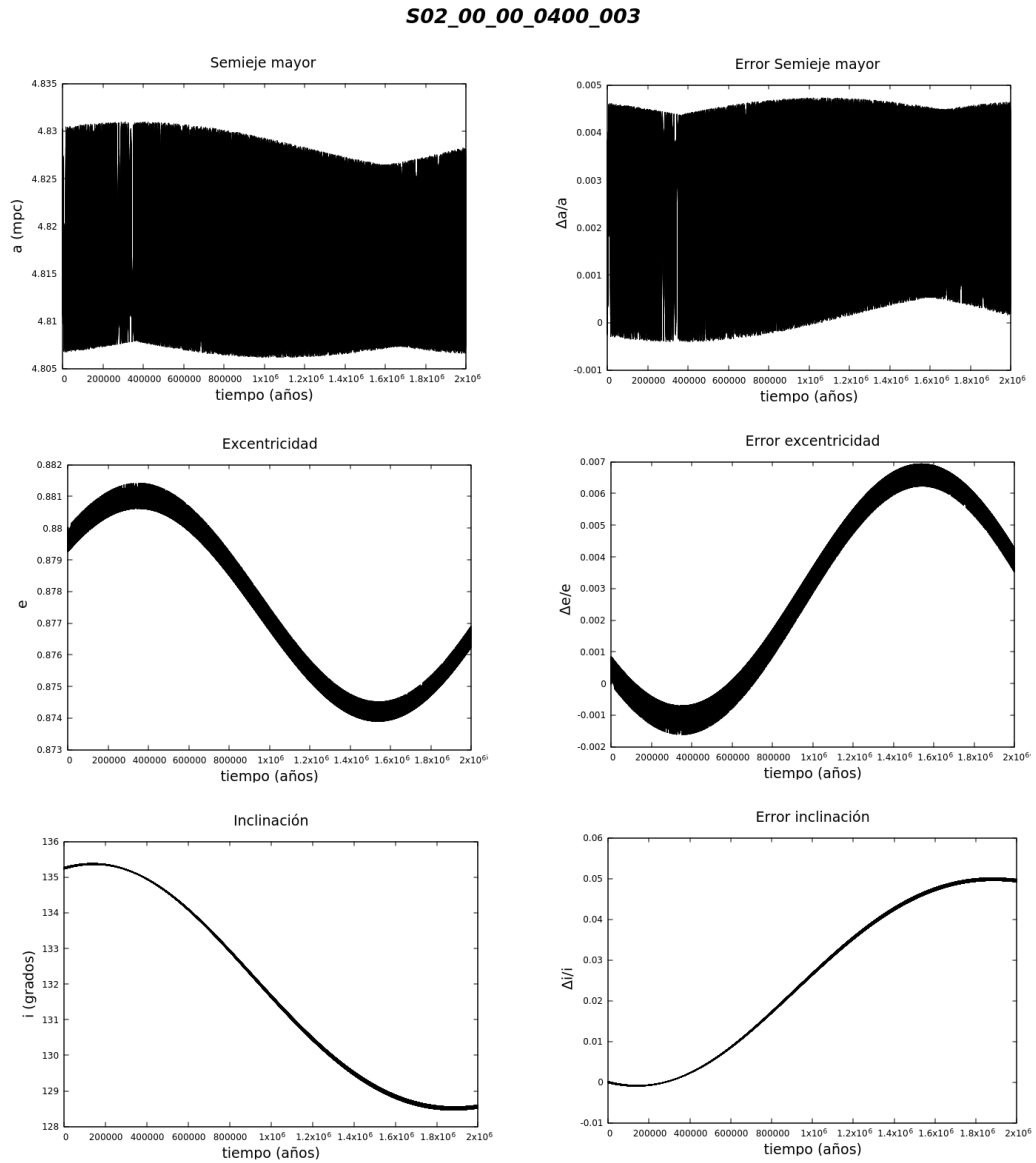 S02_00_00_0400_003
Semieje mayor
a (mpc)
4.835
4.83
4.825
4.82
4.815
4.81
4.805
0 200000 400000 600000 800000 1x10⁶ 1.2x10⁶ 1.4x10⁶ 1.6x10⁶ 1.8x10⁶ 2x10⁶
tiempo (años)
Error Semieje mayor
Δa/a
0.005
0.004
0.003
0.002
0.001
0
-0.001
0 200000 400000 600000 800000 1x10⁶ 1.2x10⁶ 1.4x10⁶ 1.6x10⁶ 1.8x10⁶ 2x10⁶
tiempo (años)
Excentricidad
e
0.882
0.881
0.88
0.879
0.878
0.877
0.876
0.875
0.874
0.873
0 200000 400000 600000 800000 1x10⁶ 1.2x10⁶ 1.4x10⁶ 1.6x10⁶ 1.8x10⁶ 2x10⁶
tiempo (años)
Error excentricidad
Δe/e
0.007
0.006
0.005
0.004
0.003
0.002
0.001
0
-0.001
-0.002
0 200000 400000 600000 800000 1x10⁶ 1.2x10⁶ 1.4x10⁶ 1.6x10⁶ 1.8x10⁶ 2x10⁶
tiempo (años)
Inclinación
i (grados)
136
135
134
133
132
131
130
129
128
0 200000 400000 600000 800000 1x10⁶ 1.2x10⁶ 1.4x10⁶ 1.6x10⁶ 1.8x10⁶ 2x10⁶
tiempo (años)
Error inclinación
Δi/i
0.06
0.05
0.04
0.03
0.02
0.01
0
-0.01
0 200000 400000 600000 800000 1x10⁶ 1.2x10⁶ 1.4x10⁶ 1.6x10⁶ 1.8x10⁶ 2x10⁶
tiempo (años)